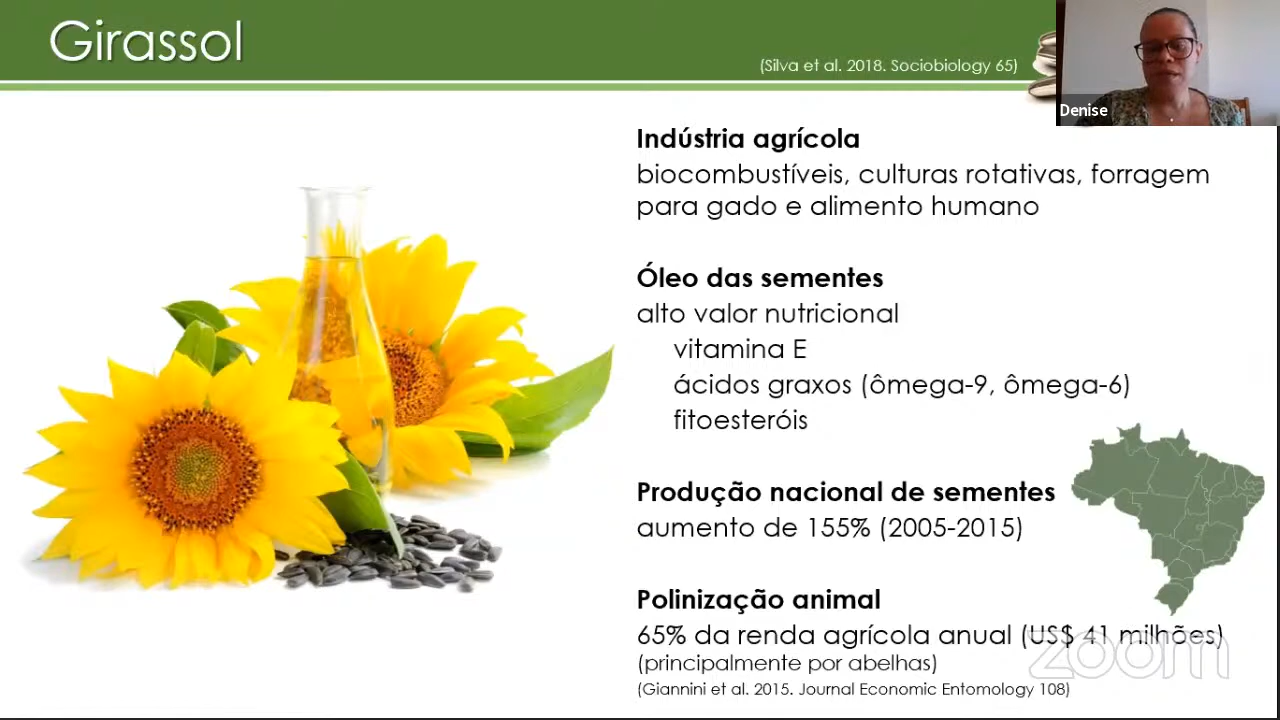 Girassol
(Silva et al. 2018. Sociobiology 65)
Denise
Indústria agrícola
biocombustíveis, culturas rotativas, forragem
para gado e alimento humano
Óleo das sementes
alto valor nutricional
vitamina E
ácidos graxos (ômega-9, ômega-6)
fitoesteróis
Produção nacional de sementes
aumento de 155% (2005-2015)
Polinização animal
65% da renda agrícola anual (US$ 41 milhões)
(principalmente por abelhas)
zoom
(Giannini et al. 2015. Journal Economic Entomology 108)